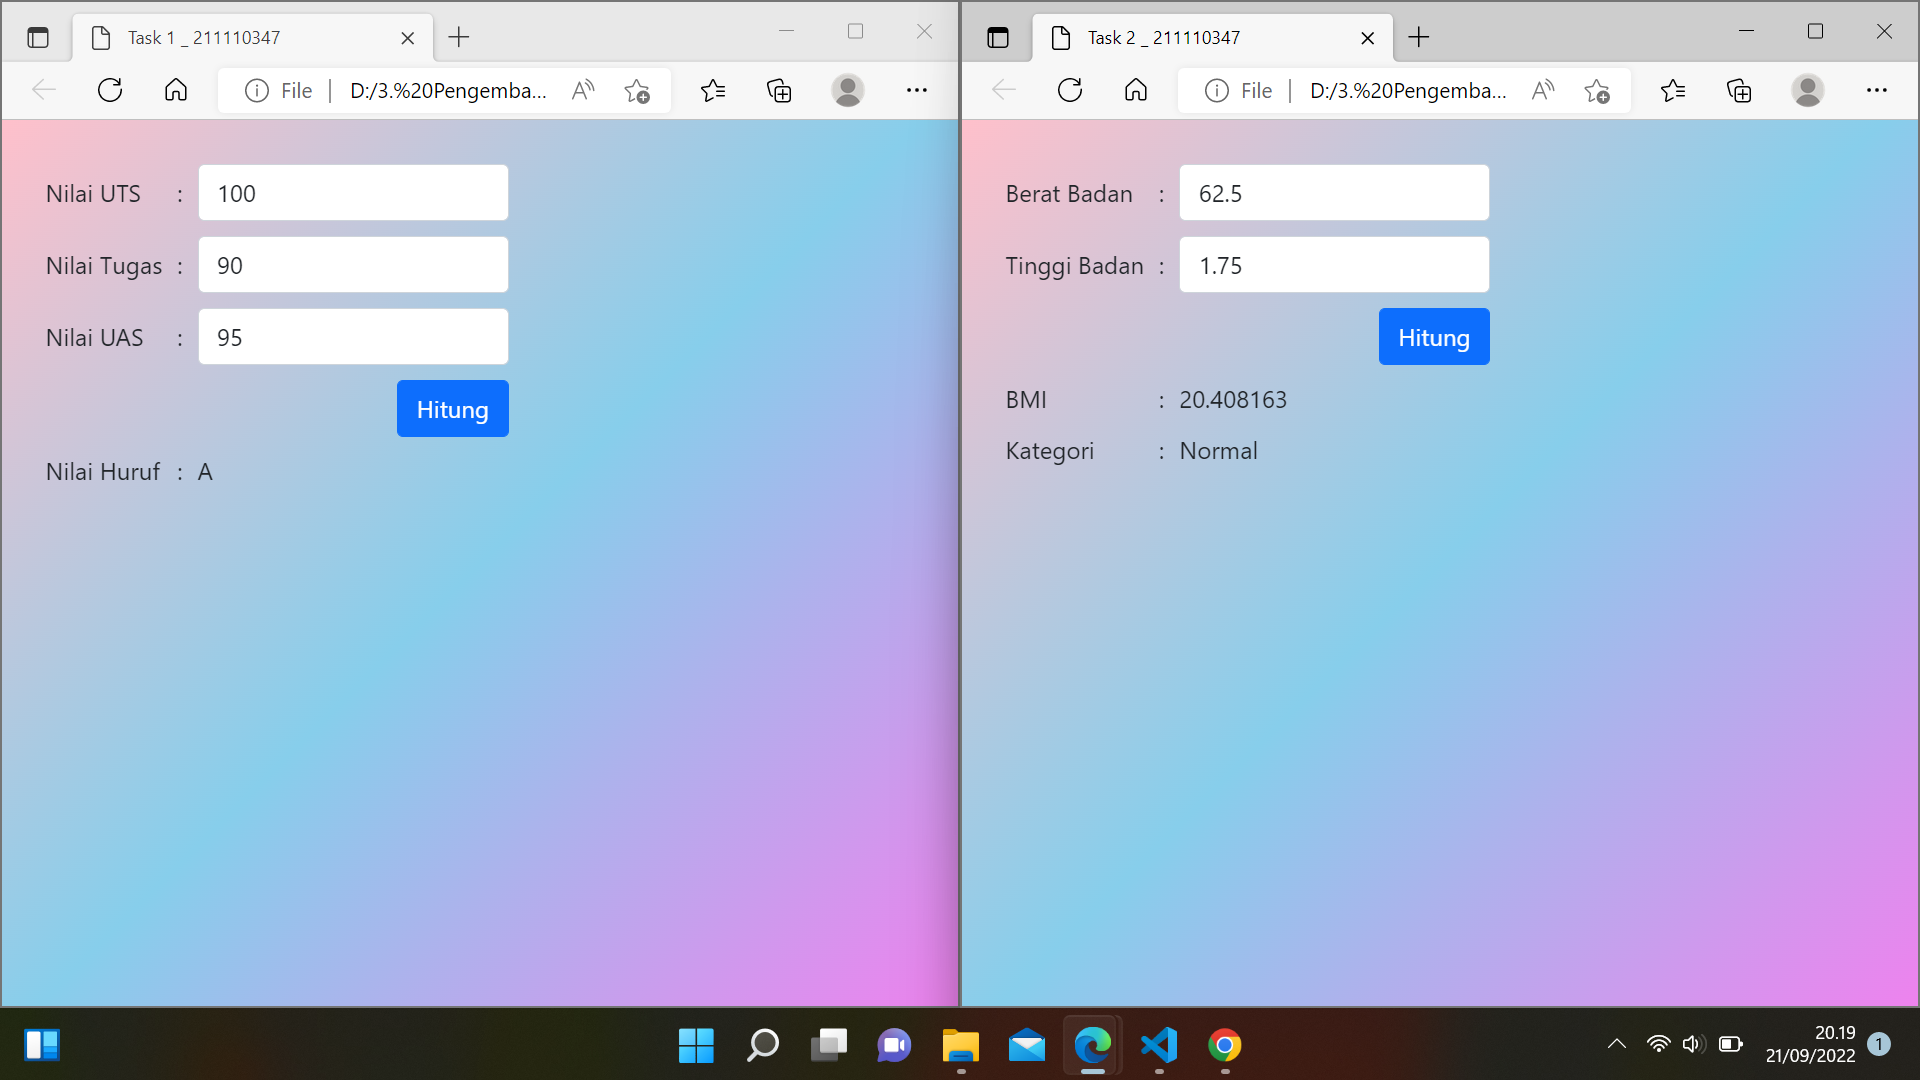 Task 1 _ 211110347
File
D:/3.%20Pengemba...
Nilai UTS : 100
Nilai Tugas : 90
Nilai UAS : 95
Hitung
Nilai Huruf : A
Task 2 _ 211110347
File
D:/3.%20Pengemba...
Berat Badan : 62.5
Tinggi Badan : 1.75
Hitung
BMI : 20.408163
Kategori : Normal
20.19
21/09/2022
1